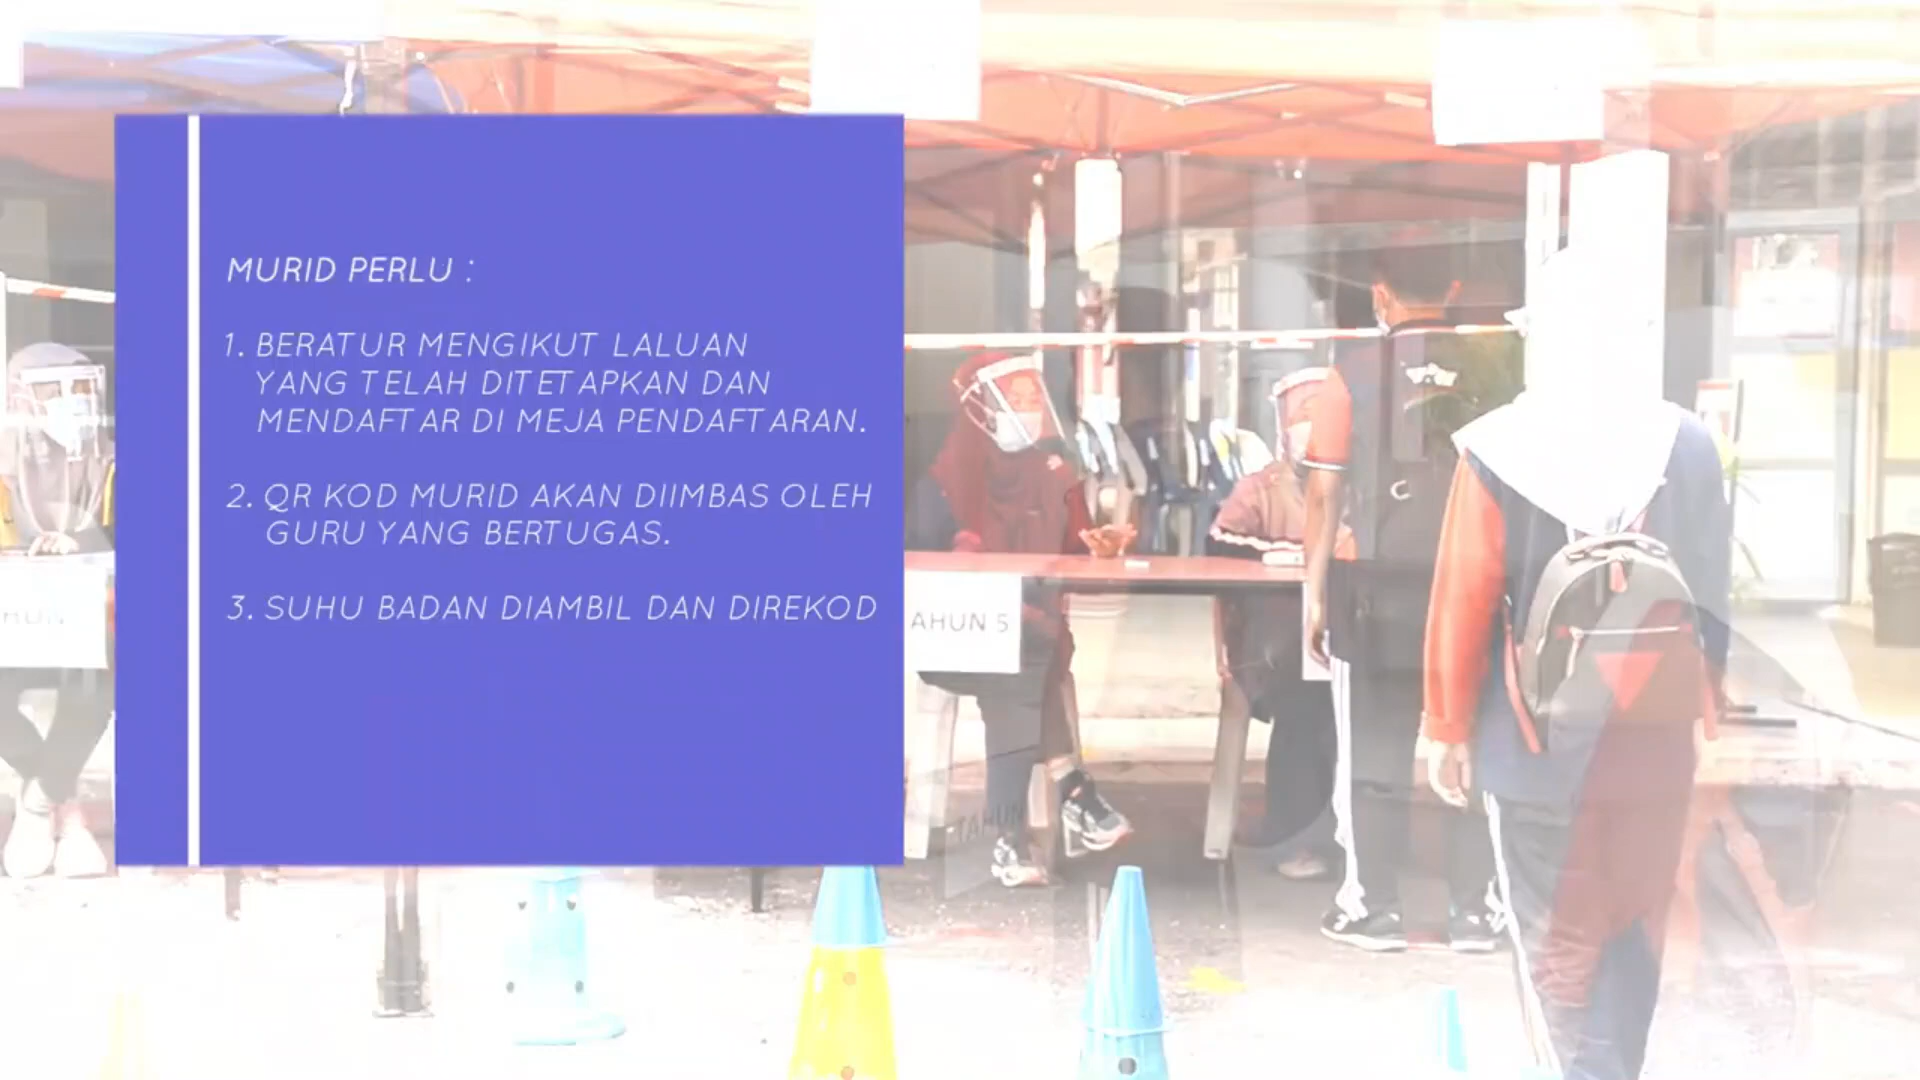 MURID PERLU :
1. BERATUR MENGIKUT LALUAN
YANG TELAH DITETAPKAN DAN
MENDAFTAR DI MEJA PENDAFTARAN.
2. QR KOD MURID AKAN DIIMBAS OLEH
GURU YANG BERTUGAS.
3. SUHU BADAN DIAMBIL DAN DIREKOD
AHUN 5
TAHUN